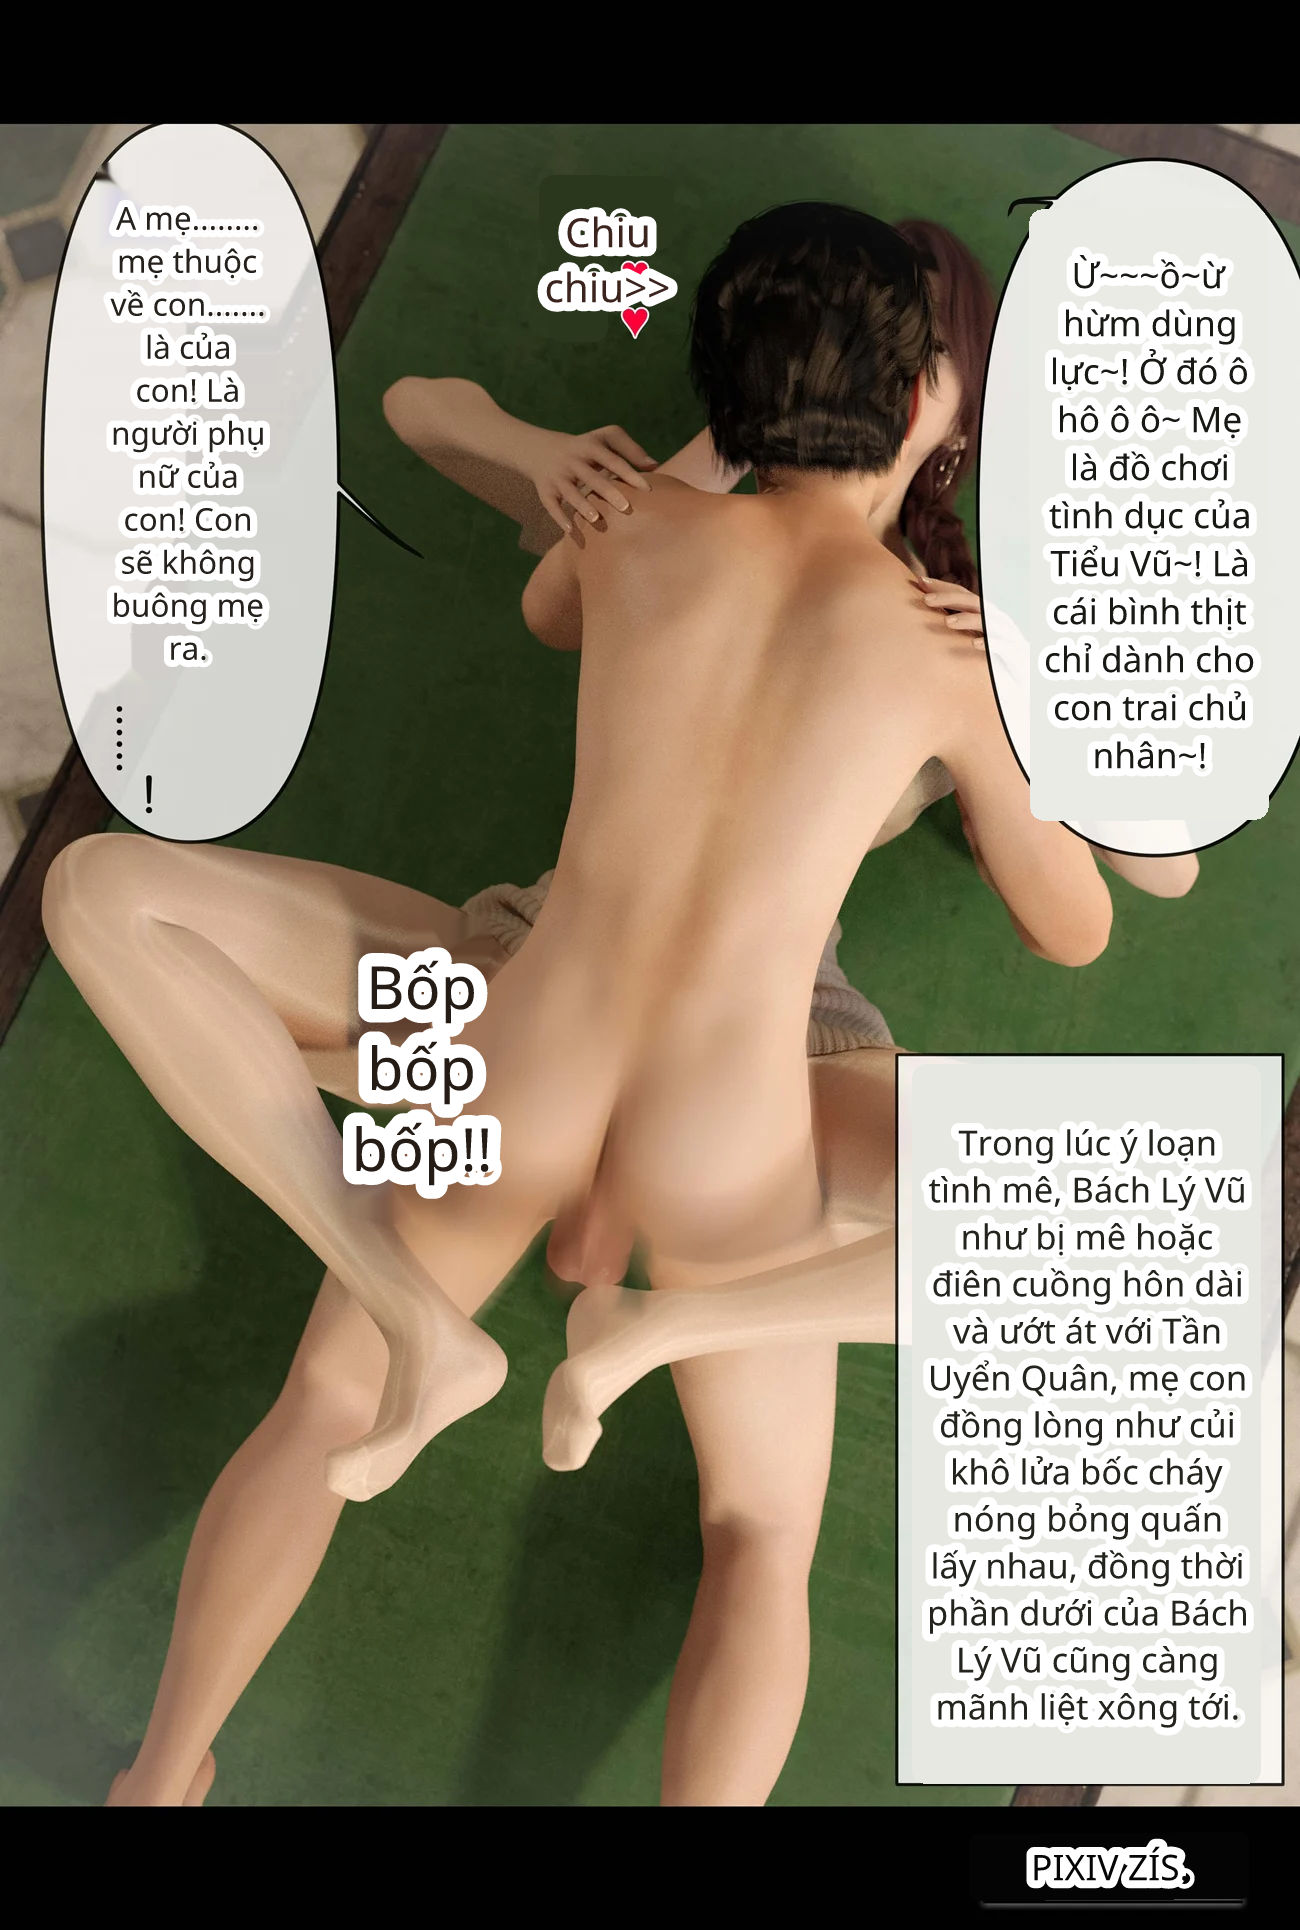 A mẹ........
mẹ thuộc
về con.......
là của
con! Là
người phụ
nữ của
con! Con
sẽ không
buông mẹ
ra.
......
!
Chíu
chíu>>
Ừ~~~ồ~ừ
hừm dùng
lực~! Ở đó ô
hô ô ô~ Mẹ
là đồ chơi
tình dục của
Tiểu Vũ~! Là
cái bình thịt
chỉ dành cho
con trai chủ
nhân~!
Bốp
bốp
bốp!!
Trong lúc ý loạn
tình mê, Bách Lý Vũ
như bị mê hoặc
điên cuồng hôn dài
và ướt át với Tần
Uyển Quân, mẹ con
đồng lòng như củi
khô lửa bốc cháy
nóng bỏng quấn
lấy nhau, đồng thời
phần dưới của Bách
Lý Vũ cũng càng
mãnh liệt xông tới.
PIXIV ZÍS,